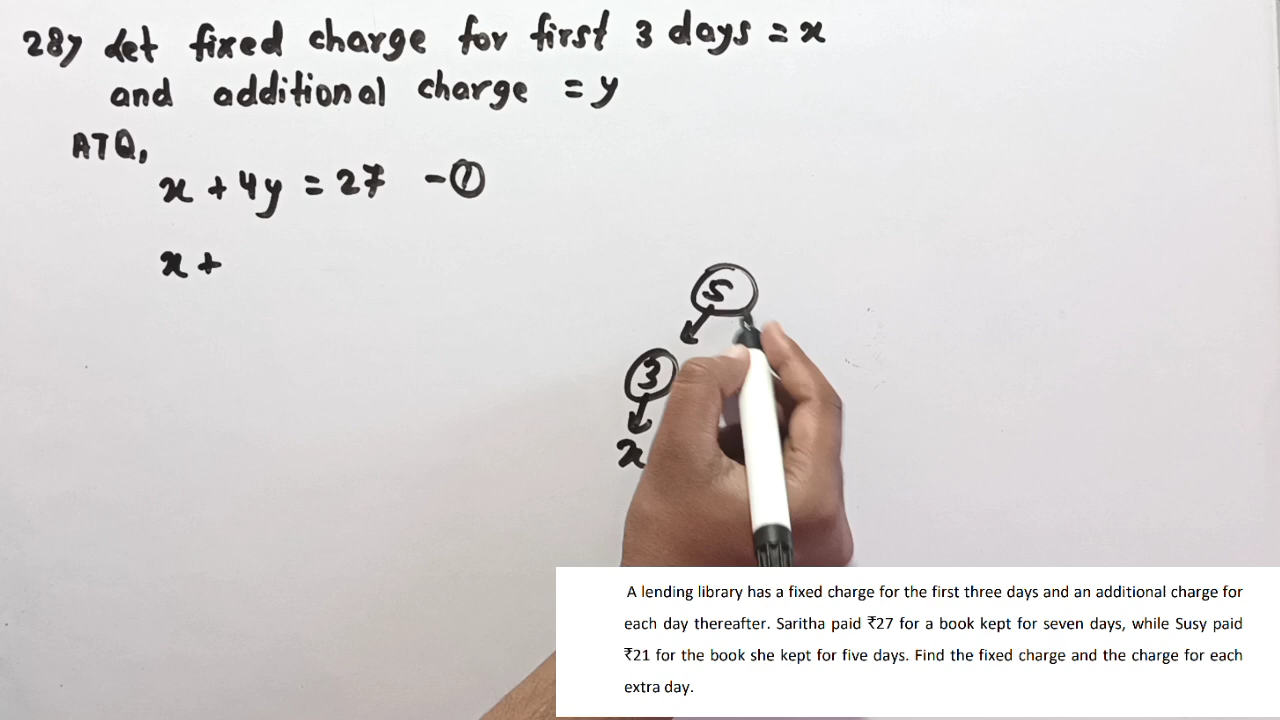 28) Let fixed charge for first 3 days = x
and additional charge = y
ATQ,
x + 4y = 27 - ①
x +
5
3
x
A lending library has a fixed charge for the first three days and an additional charge for
each day thereafter. Saritha paid ₹27 for a book kept for seven days, while Susy paid
₹21 for the book she kept for five days. Find the fixed charge and the charge for each
extra day.